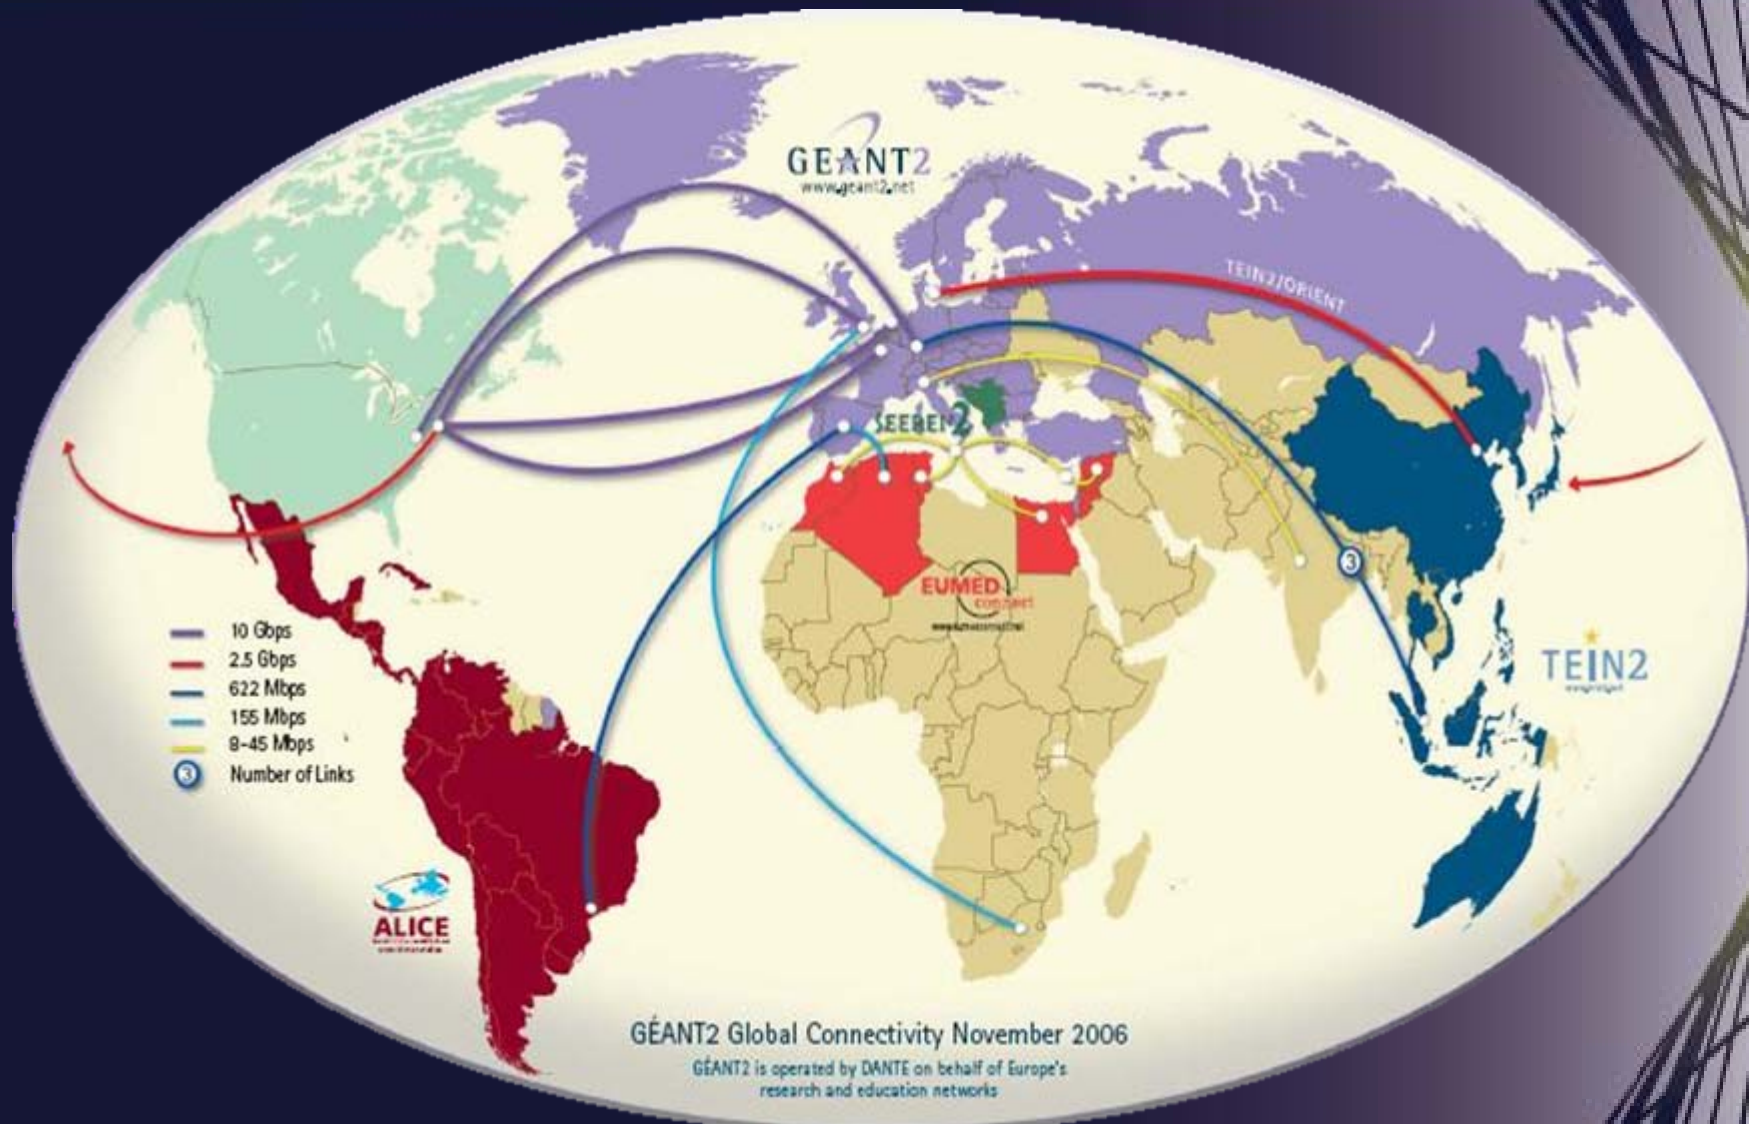 GEANT2
www.geant2.net
TEIN2/ORIENT
SEEREN2
EUMED
connect
10 Gbps
2.5 Gbps
622 Mbps
155 Mbps
8-45 Mbps
3 Number of Links
3
TEIN2
ALICE
GÉANT2 Global Connectivity November 2006
GÉANT2 is operated by DANTE on behalf of Europe's
research and education networks